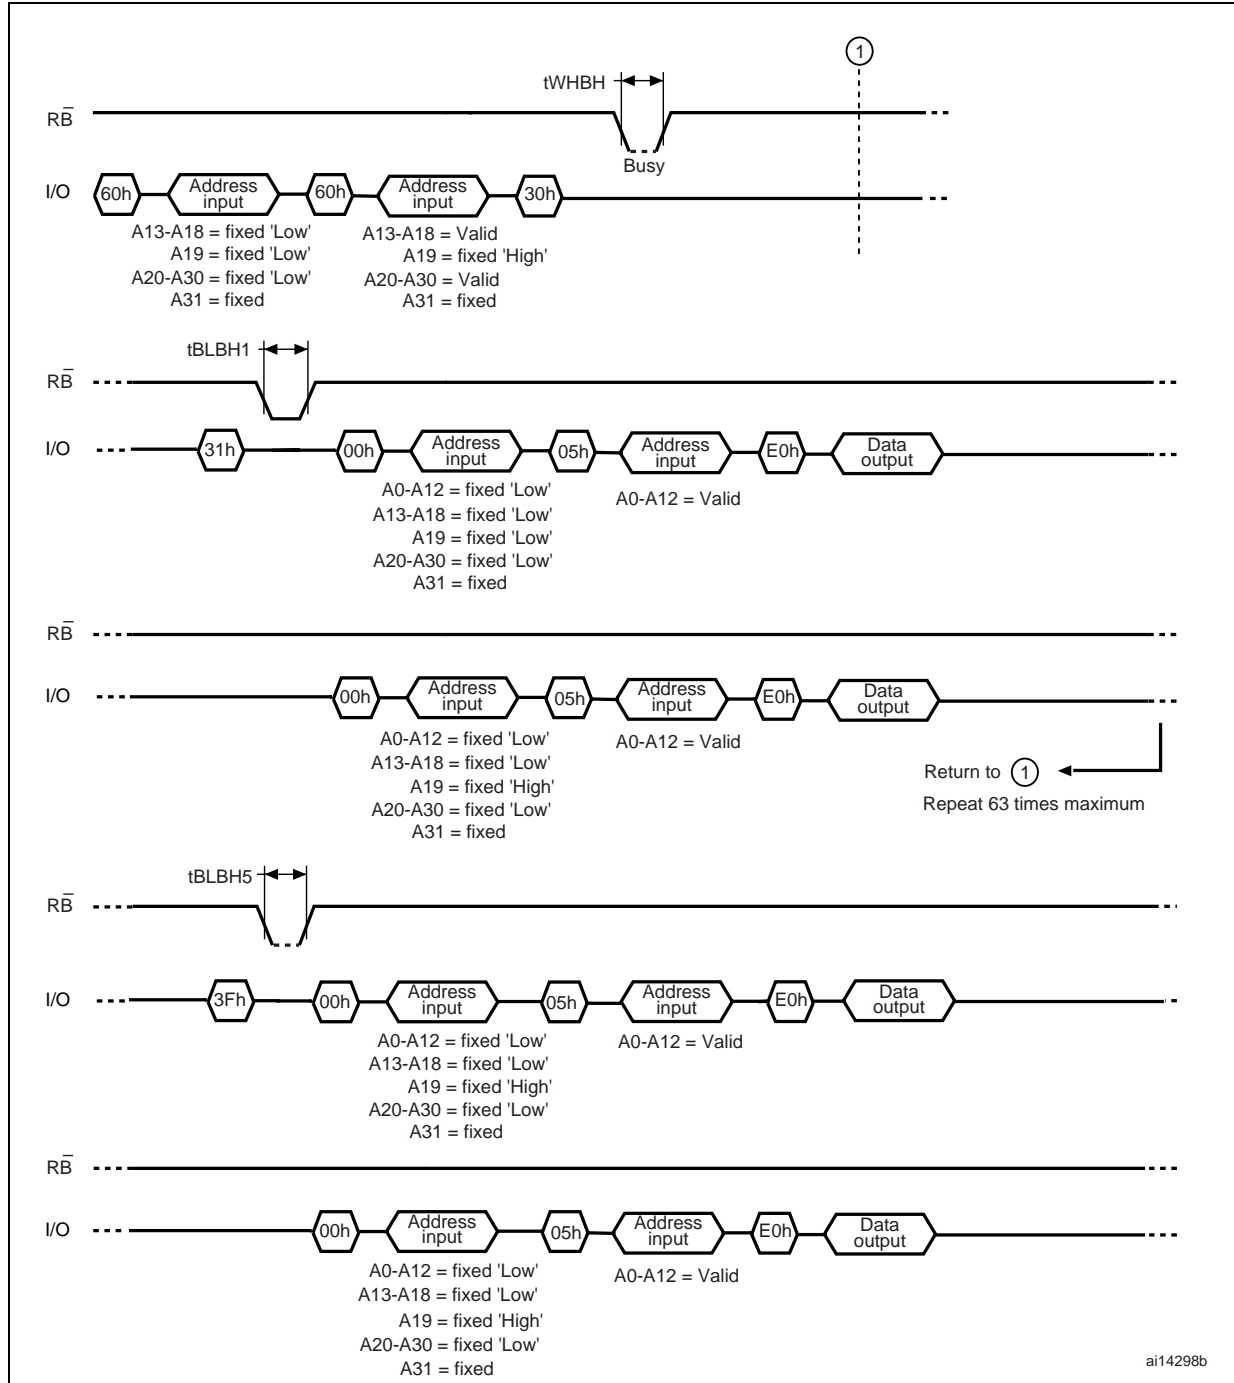 1
tWHBH
RB̅
Busy
I/O 60h Address input 60h Address input 30h
A13-A18 = fixed 'Low' A13-A18 = Valid
A19 = fixed 'Low' A19 = fixed 'High'
A20-A30 = fixed 'Low' A20-A30 = Valid
A31 = fixed A31 = fixed
tBLBH1
RB̅
I/O 31h 00h Address input 05h Address input E0h Data output
A0-A12 = fixed 'Low' A0-A12 = Valid
A13-A18 = fixed 'Low'
A19 = fixed 'Low'
A20-A30 = fixed 'Low'
A31 = fixed
RB̅
I/O 00h Address input 05h Address input E0h Data output
A0-A12 = fixed 'Low' A0-A12 = Valid
A13-A18 = fixed 'Low'
A19 = fixed 'High'
A20-A30 = fixed 'Low'
A31 = fixed
Return to 1
Repeat 63 times maximum
tBLBH5
RB̅
I/O 3Fh 00h Address input 05h Address input E0h Data output
A0-A12 = fixed 'Low' A0-A12 = Valid
A13-A18 = fixed 'Low'
A19 = fixed 'High'
A20-A30 = fixed 'Low'
A31 = fixed
RB̅
I/O 00h Address input 05h Address input E0h Data output
A0-A12 = fixed 'Low' A0-A12 = Valid
A13-A18 = fixed 'Low'
A19 = fixed 'High'
A20-A30 = fixed 'Low'
A31 = fixed
ai14298b